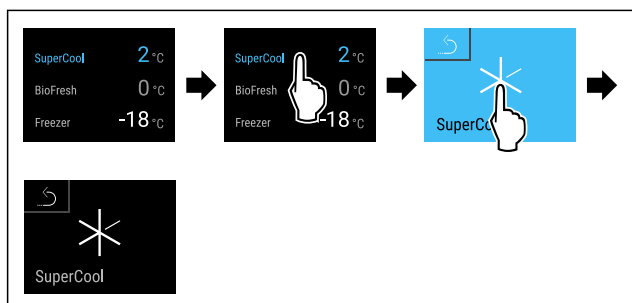 SuperCool 2 °C
BioFresh 0 °C
Freezer -18 °C
SuperCool 2 °C
BioFresh 0 °C
Freezer -18 °C
SuperCo
SuperCool